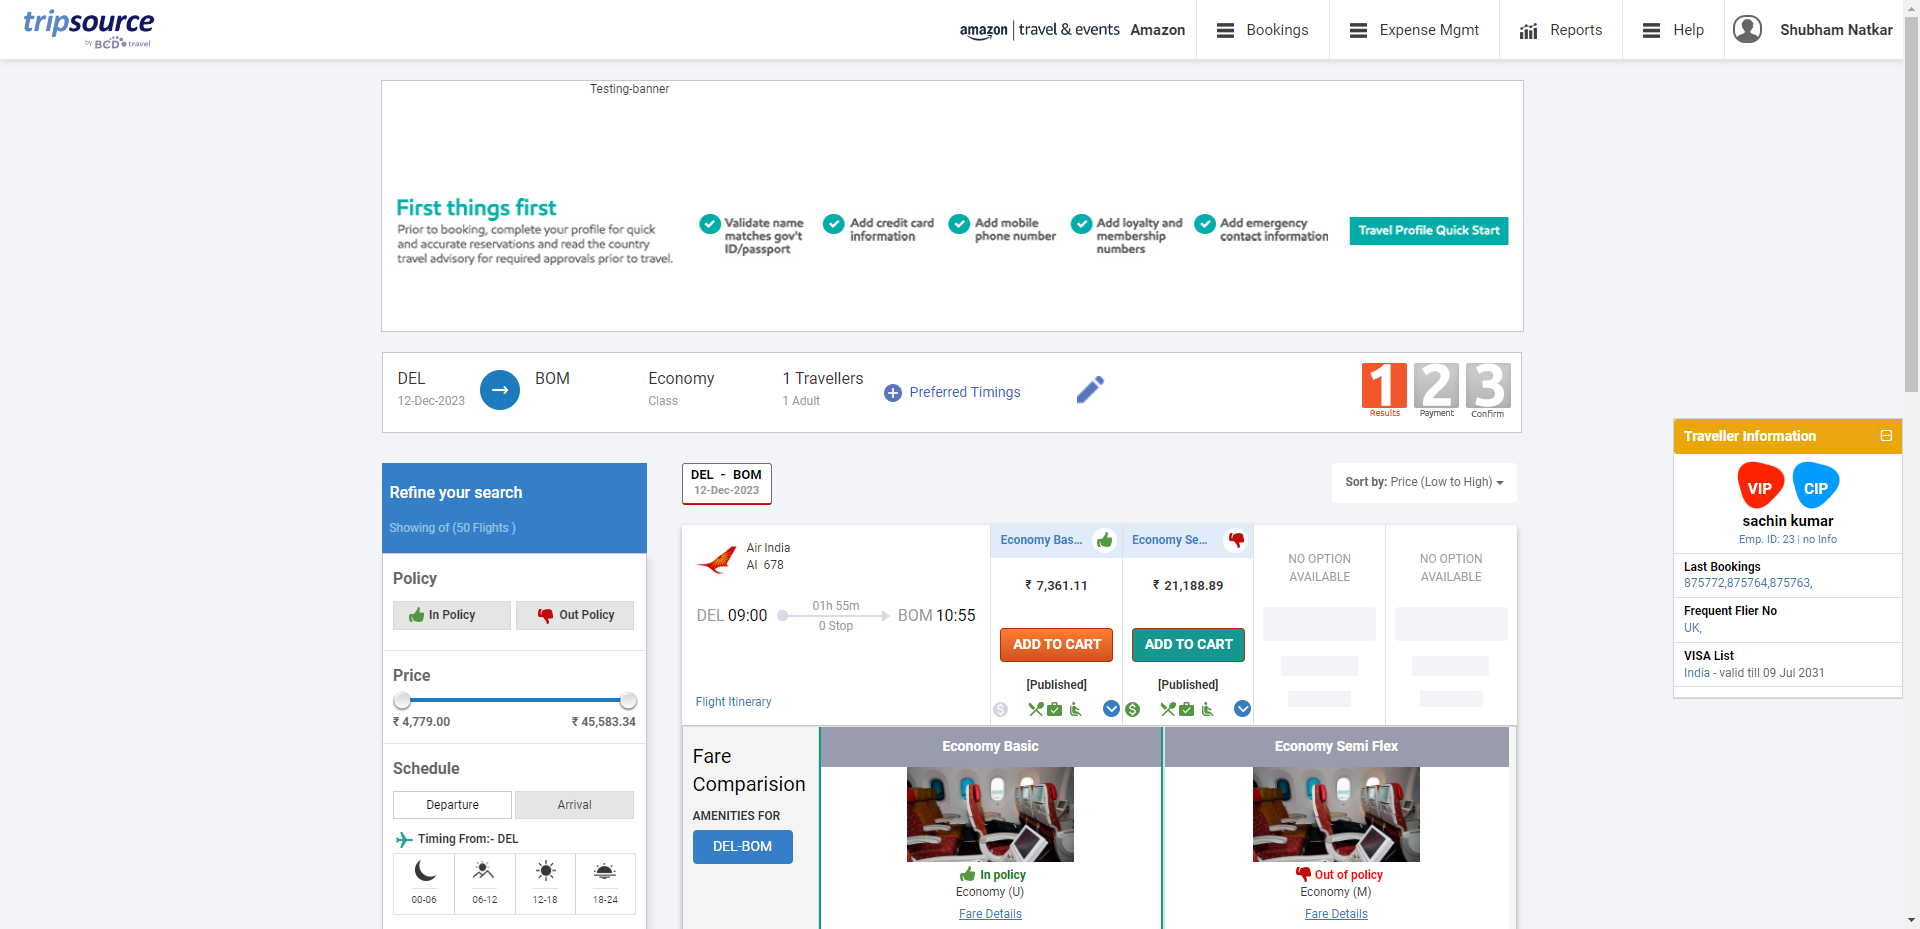 tripsource
by BCD travel
amazon | travel & events Amazon
Bookings
Expense Mgmt
Reports
Help
Shubham Natkar
Testing-banner
First things first
Prior to booking, complete your profile for quick
and accurate reservations and read the country
travel advisory for required approvals prior to travel.
Validate name
matches gov't
ID/passport
Add credit card
information
Add mobile
phone number
Add loyalty and
membership
numbers
Add emergency
contact information
Travel Profile Quick Start
DEL
12-Dec-2023
BOM
Economy
Class
1 Travellers
1 Adult
Preferred Timings
1
Results
2
Payment
3
Confirm
Traveller Information
VIP
CIP
sachin kumar
Emp. ID: 23 | no Info
Last Bookings
875772,875764,875763,
Frequent Flier No
UK,
VISA List
India - valid till 09 Jul 2031
Refine your search
Showing of (50 Flights )
Policy
In Policy
Out Policy
Price
₹ 4,779.00
₹ 45,583.34
Schedule
Departure
Arrival
Timing From:- DEL
00-06
06-12
12-18
18-24
DEL - BOM
12-Dec-2023
Sort by: Price (Low to High)
Air India
AI 678
DEL 09:00
01h 55m
0 Stop
BOM 10:55
Flight Itinerary
Economy Bas...
₹ 7,361.11
ADD TO CART
[Published]
Economy Se...
₹ 21,188.89
ADD TO CART
[Published]
NO OPTION
AVAILABLE
NO OPTION
AVAILABLE
Fare
Comparision
AMENITIES FOR
DEL-BOM
Economy Basic
In policy
Economy (U)
Fare Details
Economy Semi Flex
Out of policy
Economy (M)
Fare Details